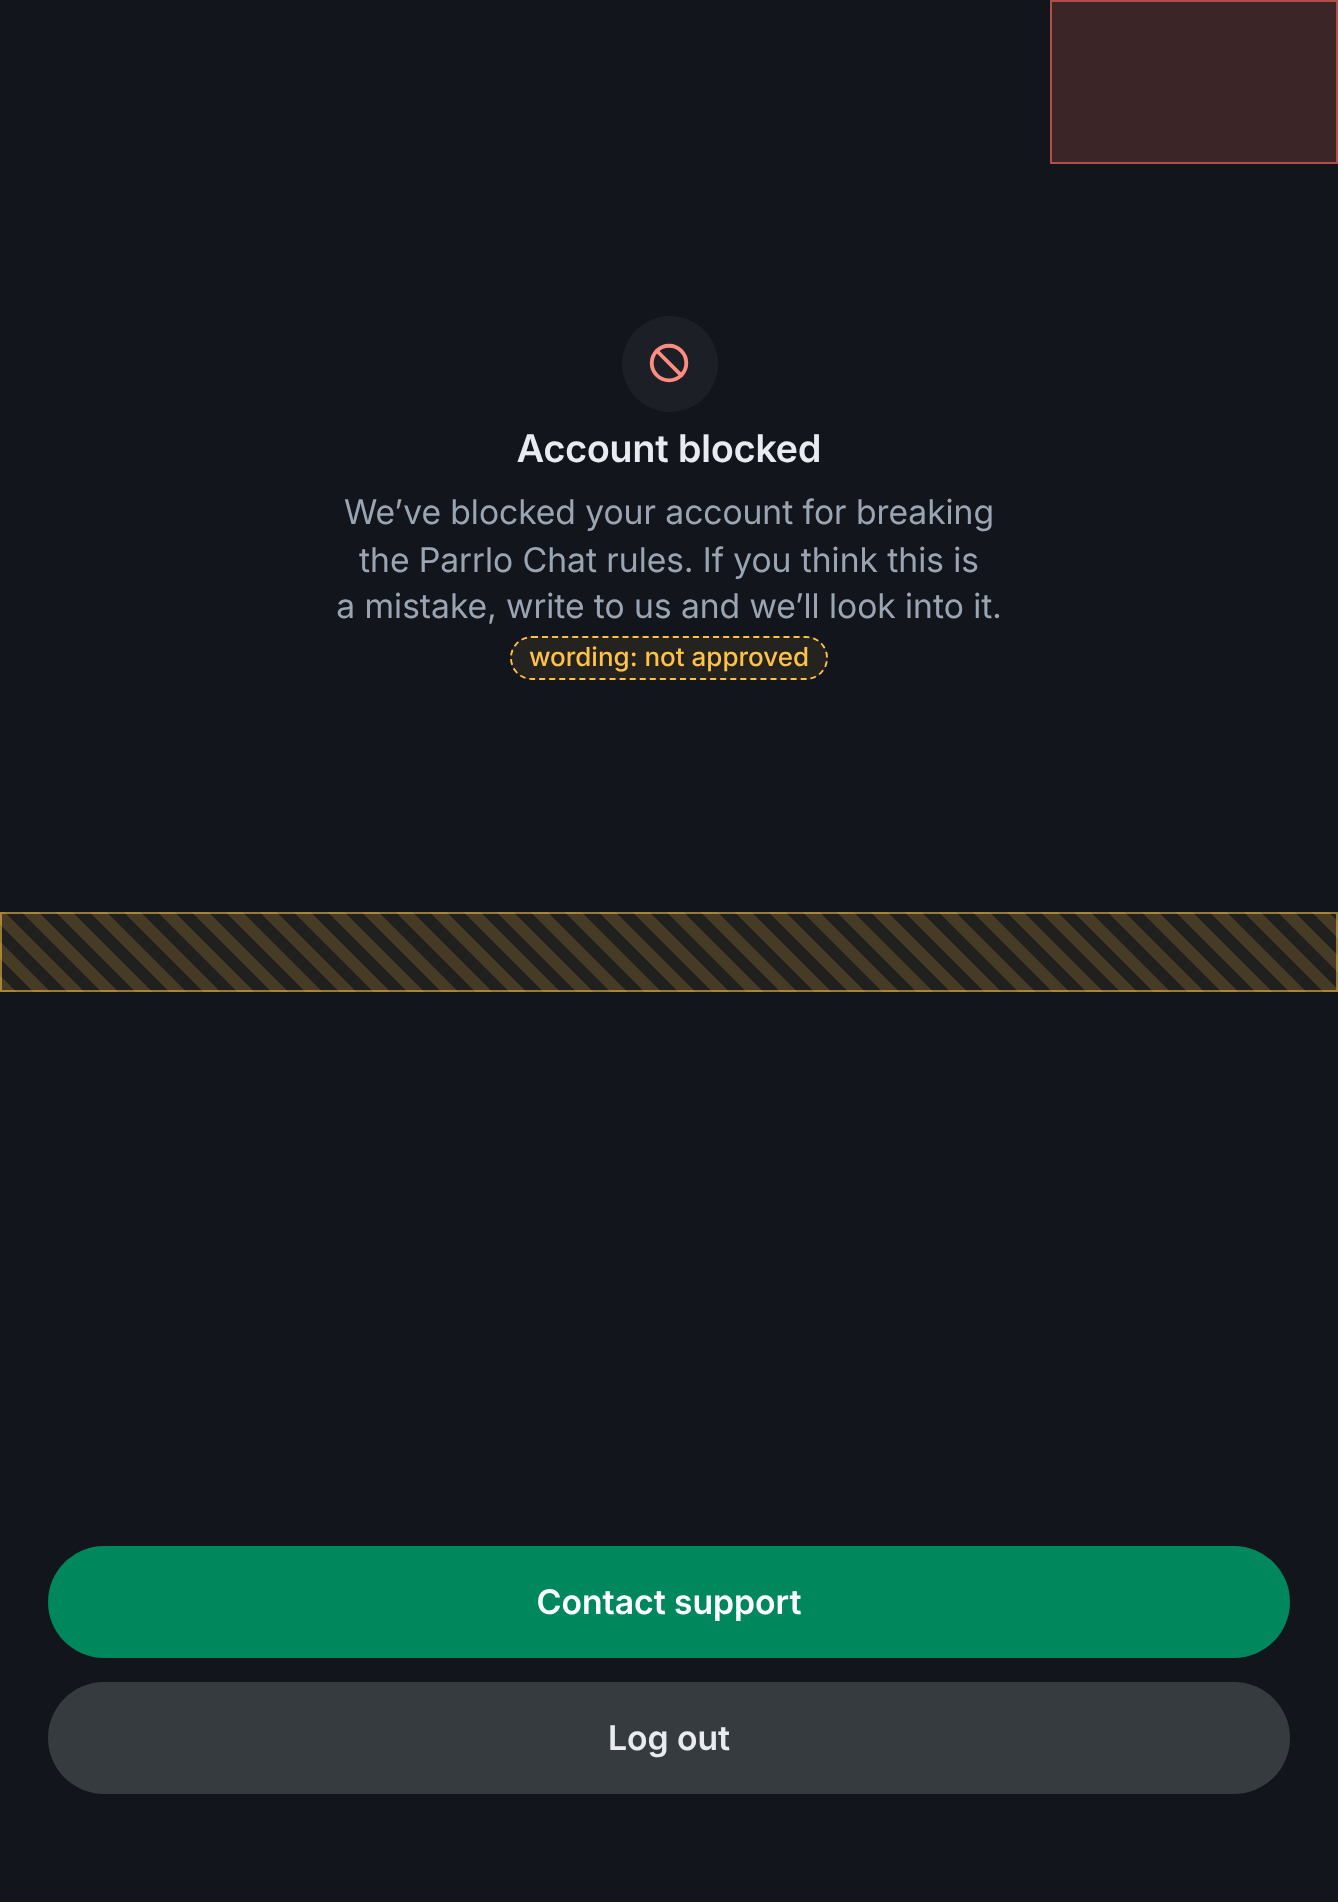 Account blocked
We’ve blocked your account for breaking
the Parrlo Chat rules. If you think this is
a mistake, write to us and we’ll look into it.
wording: not approved
Contact support
Log out